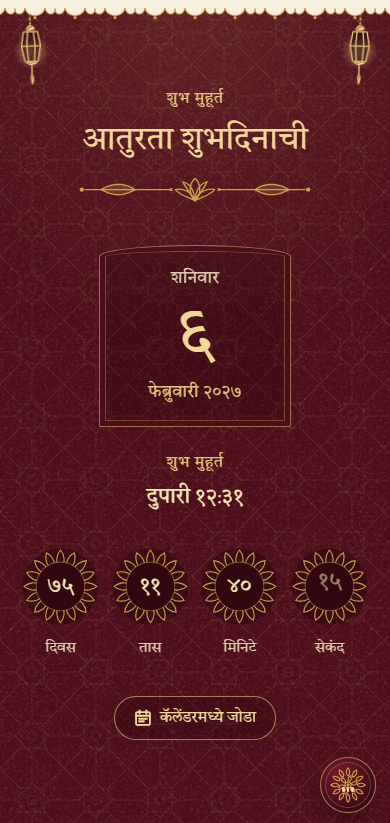 शुभ मुहूर्त
आतुरता शुभदिनाची
शनिवार
६
फेब्रुवारी २०२७
शुभ मुहूर्त
दुपारी १२:३१
७५ ११ ४० १५
दिवस तास मिनिटे सेकंद
कॅलेंडरमध्ये जोडा